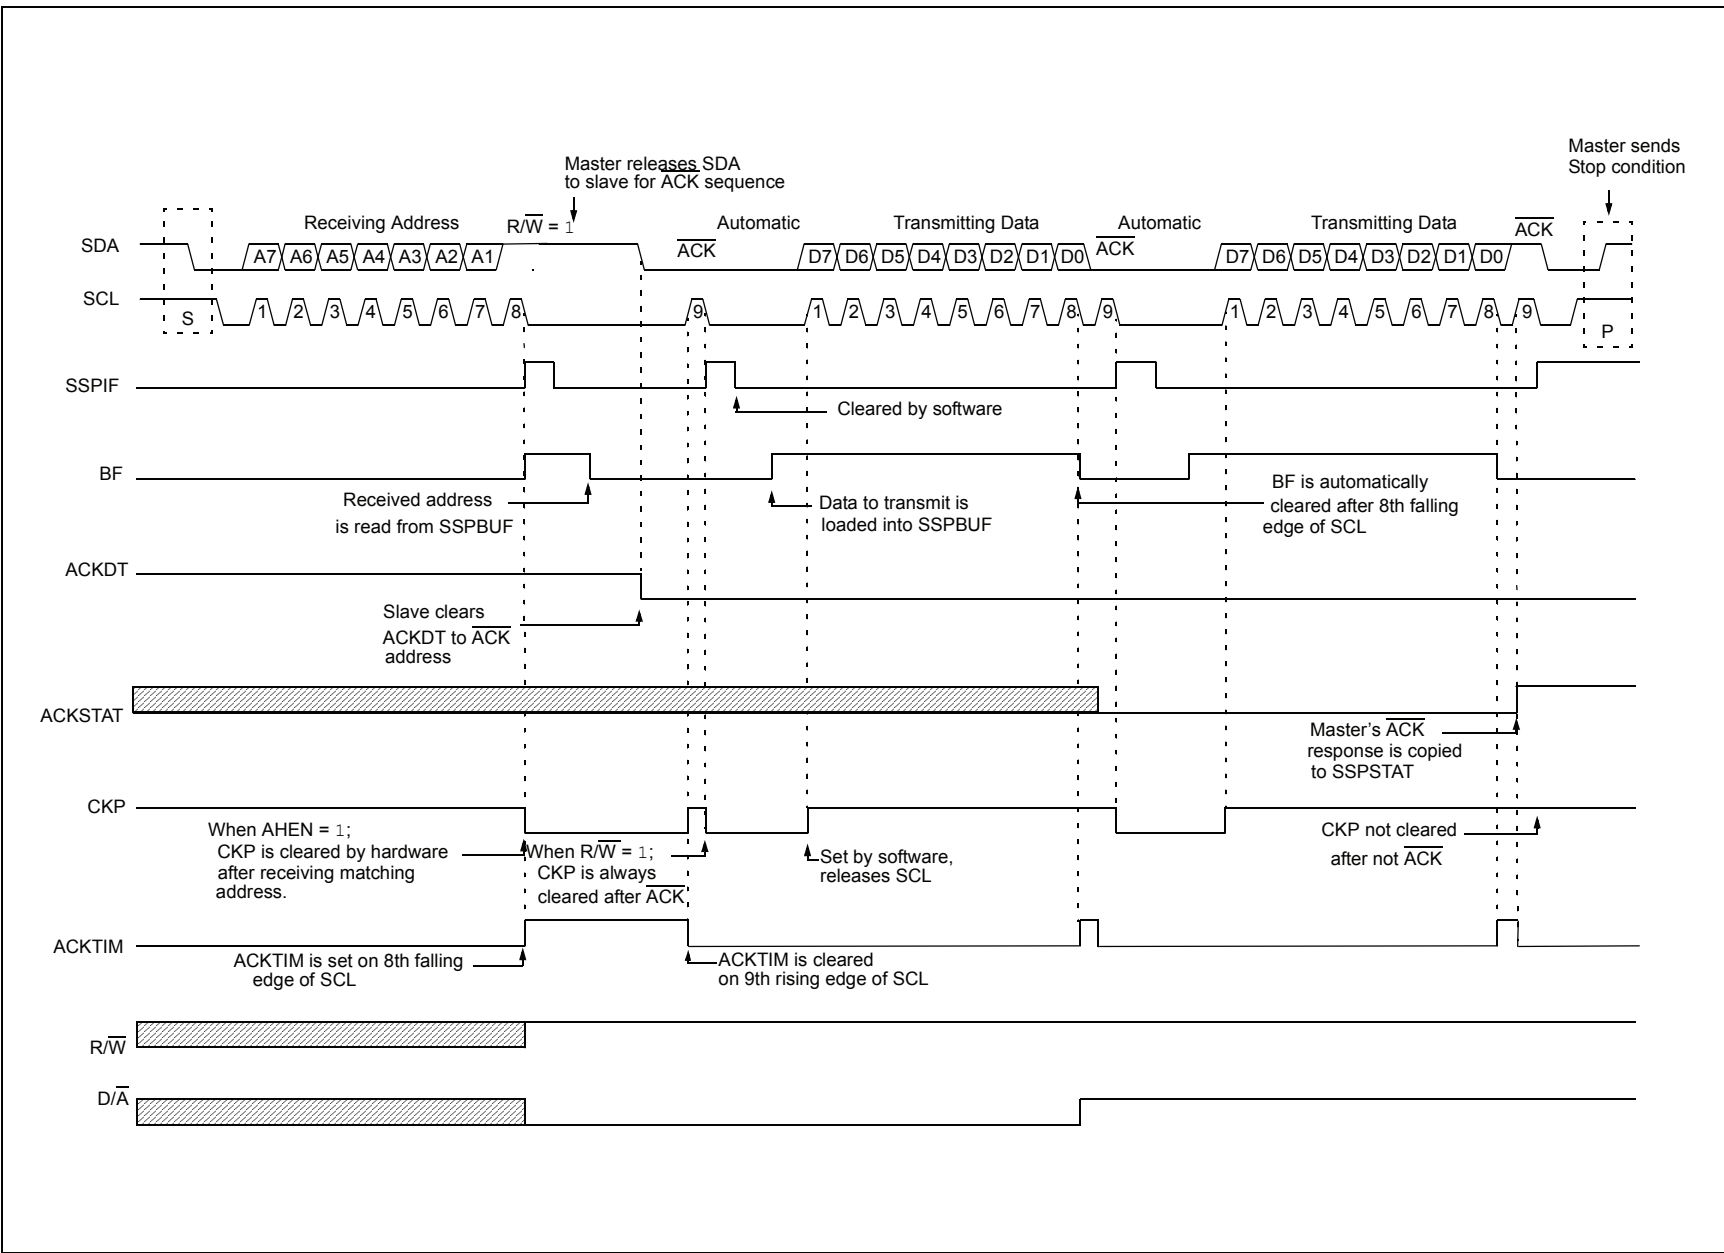 Master sends
Stop condition
Master releases SDA
to slave for ACK sequence
Receiving Address
R/W = 1
Automatic
Transmitting Data
Automatic
Transmitting Data
ACK
SDA
A7 A6 A5 A4 A3 A2 A1
ACK
D7 D6 D5 D4 D3 D2 D1 D0
ACK
D7 D6 D5 D4 D3 D2 D1 D0
SCL
S
1 2 3 4 5 6 7 8
9
1 2 3 4 5 6 7 8 9
1 2 3 4 5 6 7 8 9
P
SSPIF
Cleared by software
BF
Received address
is read from SSPBUF
Data to transmit is
loaded into SSPBUF
BF is automatically
cleared after 8th falling
edge of SCL
ACKDT
Slave clears
ACKDT to ACK
address
ACKSTAT
Master's ACK
response is copied
to SSPSTAT
CKP
When AHEN = 1;
CKP is cleared by hardware
after receiving matching
address.
When R/W = 1;
CKP is always
cleared after ACK
Set by software,
releases SCL
CKP not cleared
after not ACK
ACKTIM
ACKTIM is set on 8th falling
edge of SCL
ACKTIM is cleared
on 9th rising edge of SCL
R/W
D/A